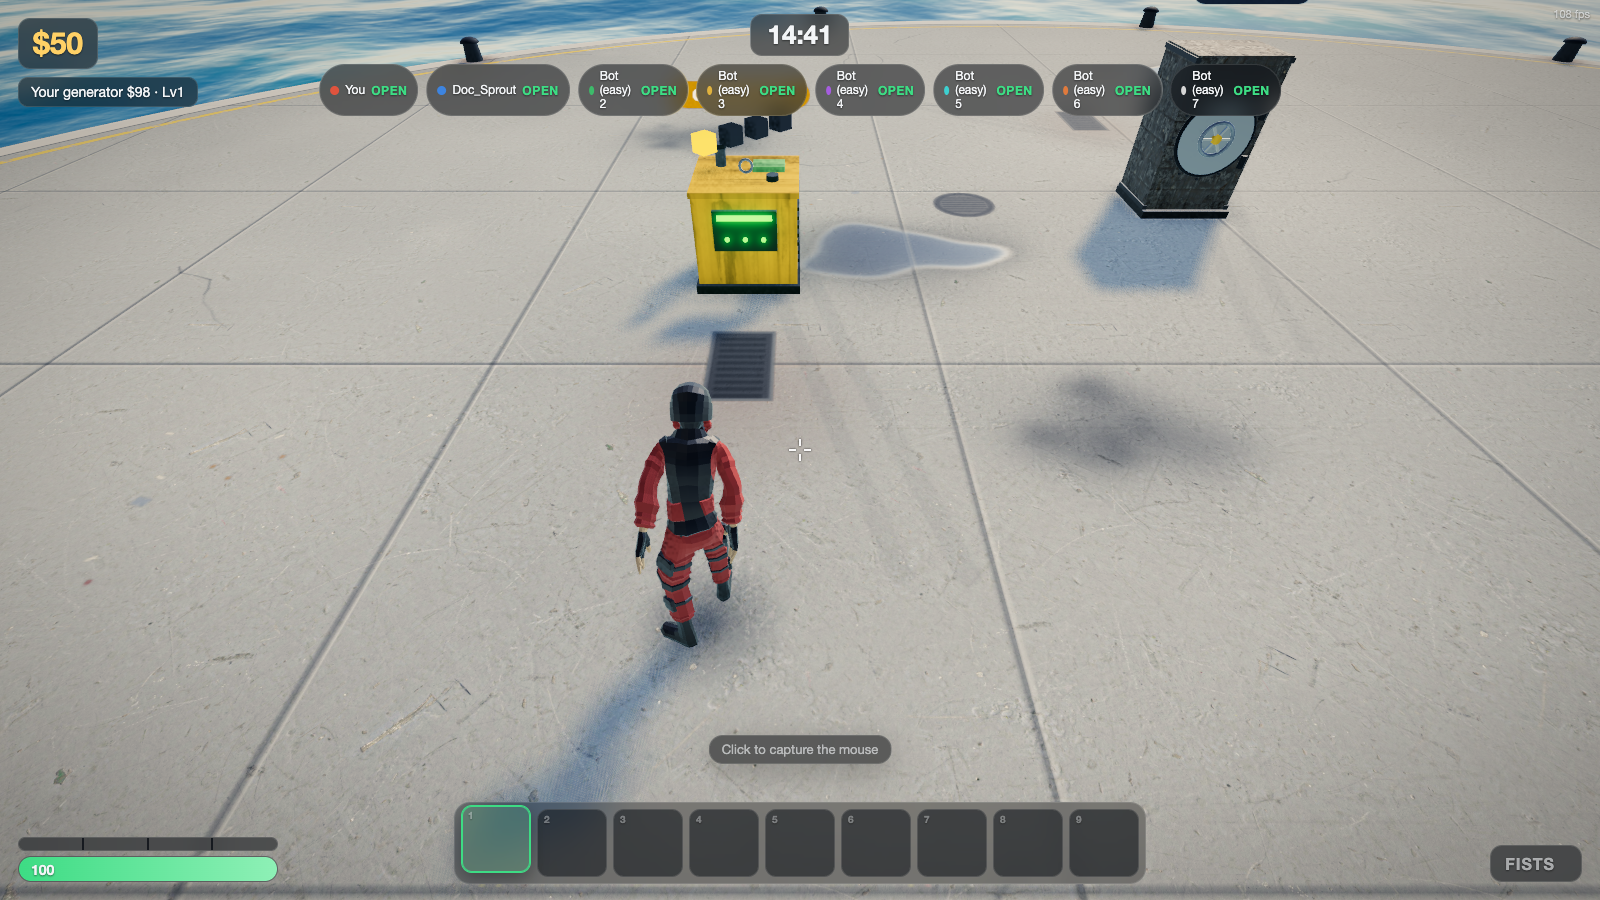 $50
14:41
108 fps
Your generator $98 · Lv1
You OPEN
Doc_Sprout OPEN
Bot (easy) 2 OPEN
Bot (easy) 3 OPEN
Bot (easy) 4 OPEN
Bot (easy) 5 OPEN
Bot (easy) 6 OPEN
Bot (easy) 7 OPEN
Click to capture the mouse
1 2 3 4 5 6 7 8 9
100
FISTS